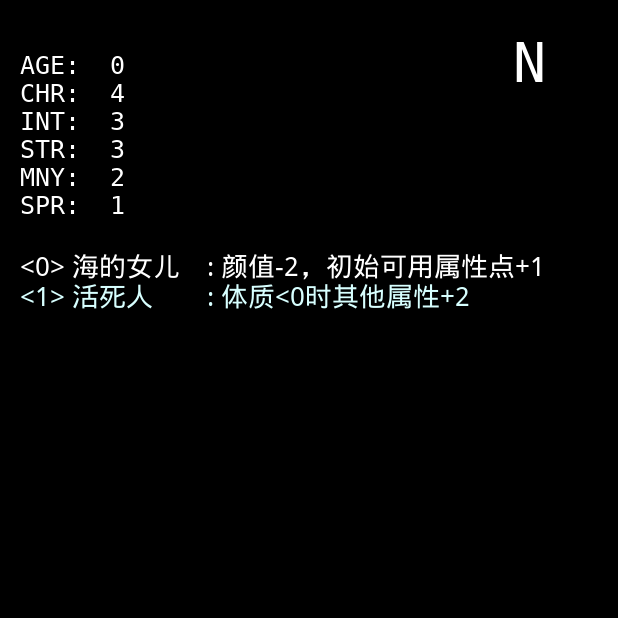 N
AGE: 0
CHR: 4
INT: 3
STR: 3
MNY: 2
SPR: 1
<0> 海的女儿 : 颜值-2，初始可用属性点+1
<1> 活死人 : 体质<0时其他属性+2